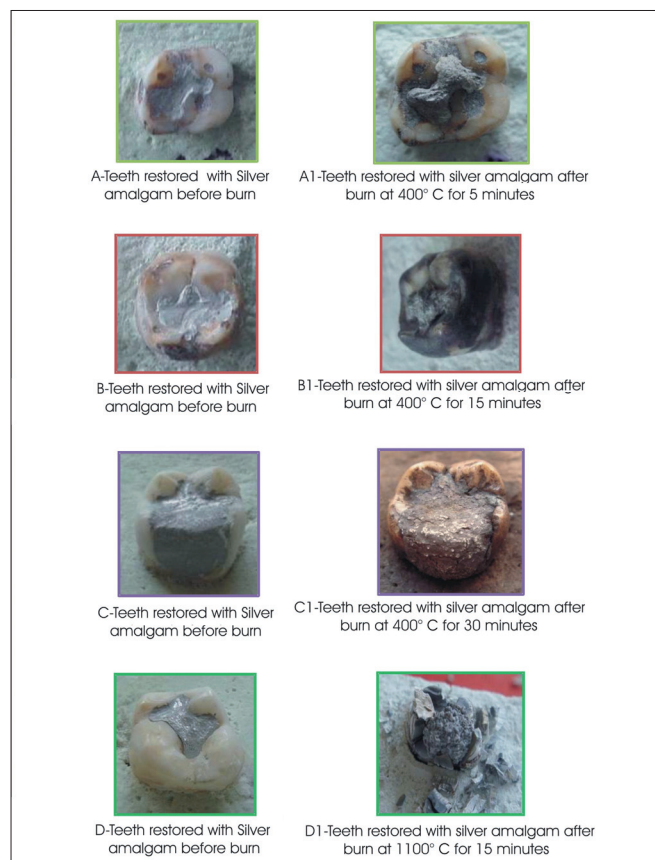 A-Teeth restored with Silver
amalgam before burn
A1-Teeth restored with silver amalgam after
burn at 400° C for 5 minutes
B-Teeth restored with Silver
amalgam before burn
B1-Teeth restored with silver amalgam after
burn at 400° C for 15 minutes
C-Teeth restored with Silver
amalgam before burn
C1-Teeth restored with silver amalgam after
burn at 400° C for 30 minutes
D-Teeth restored with Silver
amalgam before burn
D1-Teeth restored with silver amalgam after
burn at 1100° C for 15 minutes